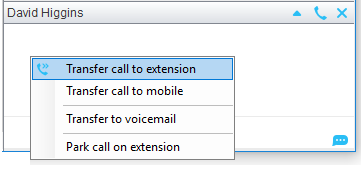 David Higgins
Transfer call to extension
Transfer call to mobile
Transfer to voicemail
Park call on extension